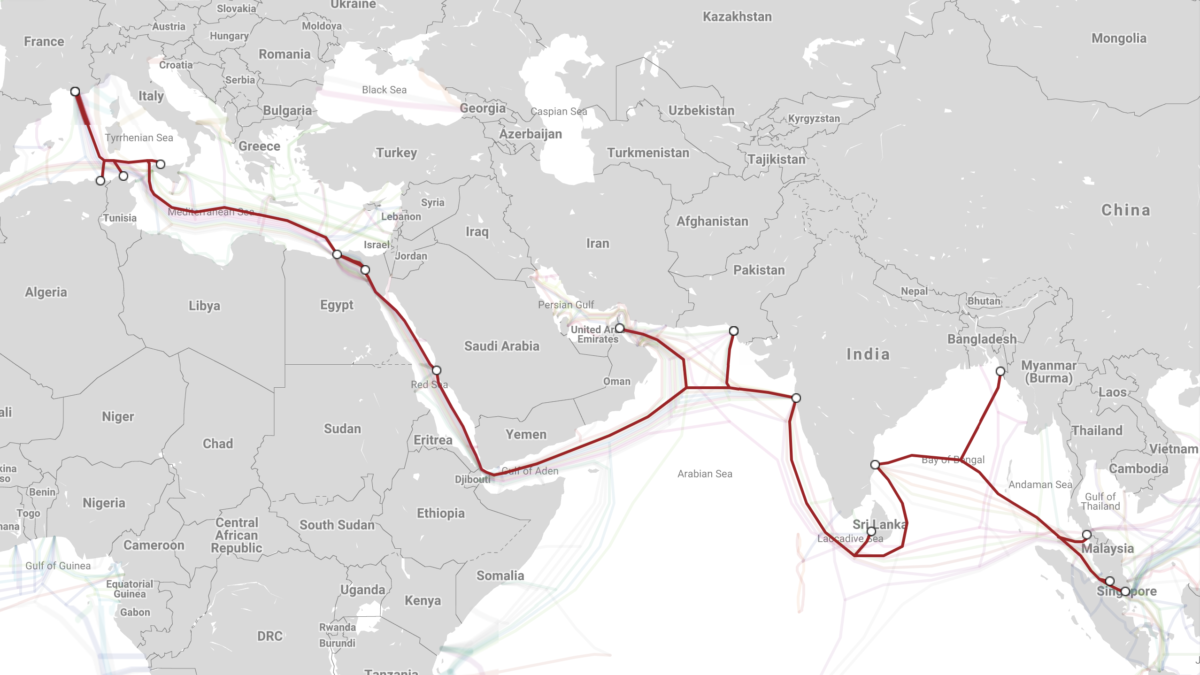 Ukraine
Slovakia
Kazakhstan
Mongolia
France
Austria
Moldova
Hungary
Romania
Croatia
Serbia
Italy
Black Sea
Bulgaria
Georgia
Caspian Sea
Uzbekistan
Kyrgyzstan
Tyrrhenian Sea
Azerbaijan
Greece
Turkey
Turkmenistan
Tajikistan
Syria
China
Tunisia
Mediterranean Sea
Lebanon
Afghanistan
Iraq
Israel
Iran
Jordan
Pakistan
Algeria
Libya
Egypt
Persian Gulf
Nepal
Bhutan
United Ara
Emirates
Saudi Arabia
India
Bangladesh
Myanmar
(Burma)
Oman
Red Sea
Laos
ali
Niger
Sudan
Chad
Eritrea
Yemen
Thailand
Vietnam
Bay of Bengal
Cambodia
kina
so
Gulf of Aden
Arabian Sea
Djibouti
Andaman Sea
Benin
Nigeria
Gulf of
Thailand
Togo
Ethiopia
hana
Central
African
Republic
South Sudan
Sri Lanka
Cameroon
Laccadive Sea
Malaysia
Gulf of Guinea
Somalia
Equatorial
Guinea
Uganda
Singapore
Kenya
Gabon
DRC
Rwanda
Burundi
Tanzania